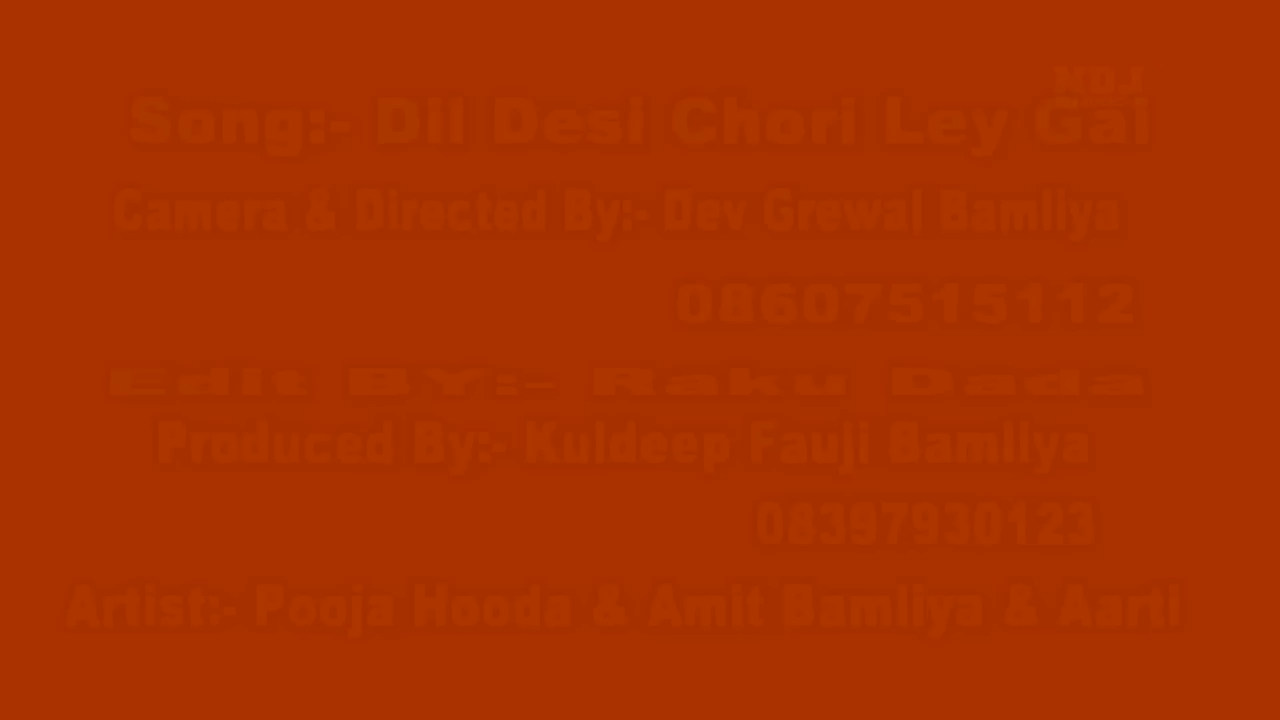 MDJ
Song:- Dil Desi Chori Ley Gai
Camera & Directed By:- Dev Grewal Bamliya
08607515112
Edit BY:- Raku Dada
Produced By:- Kuldeep Fauji Bamliya
08397930123
Artist:- Pooja Hooda & Amit Bamliya & Aarti